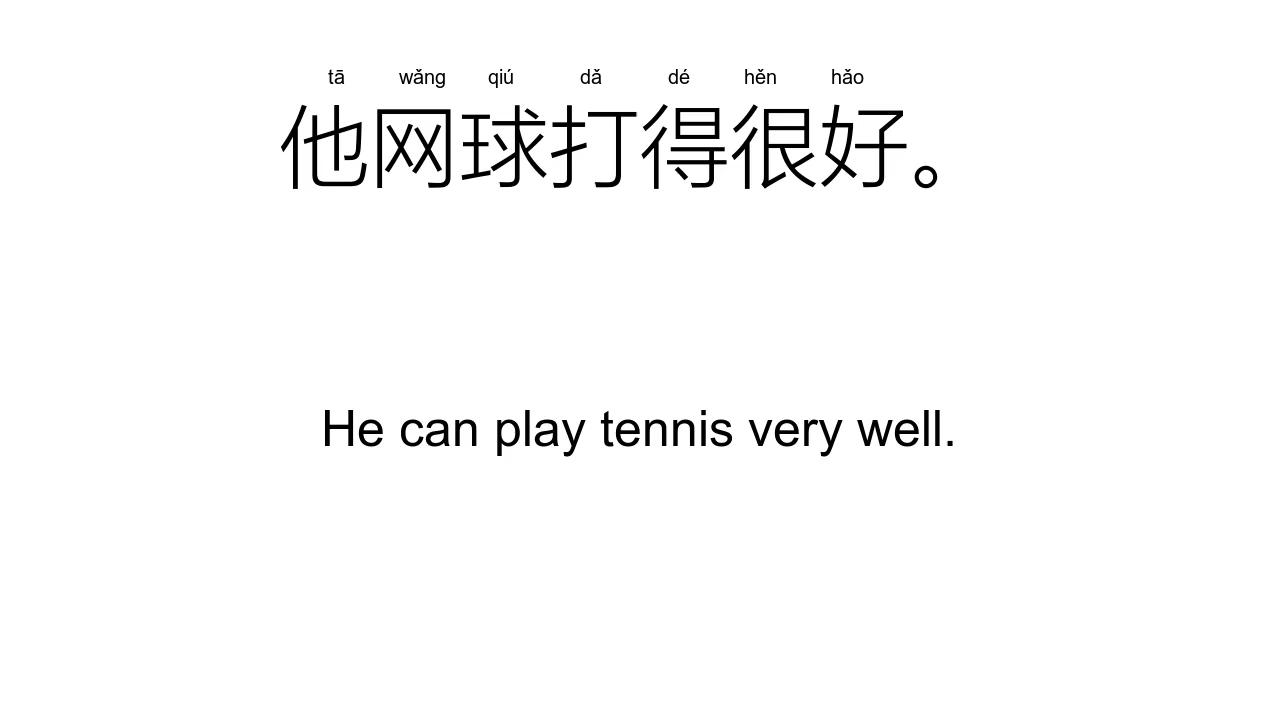 tā wǎng qiú dǎ dé hěn hǎo
他网球打得很好。
He can play tennis very well.